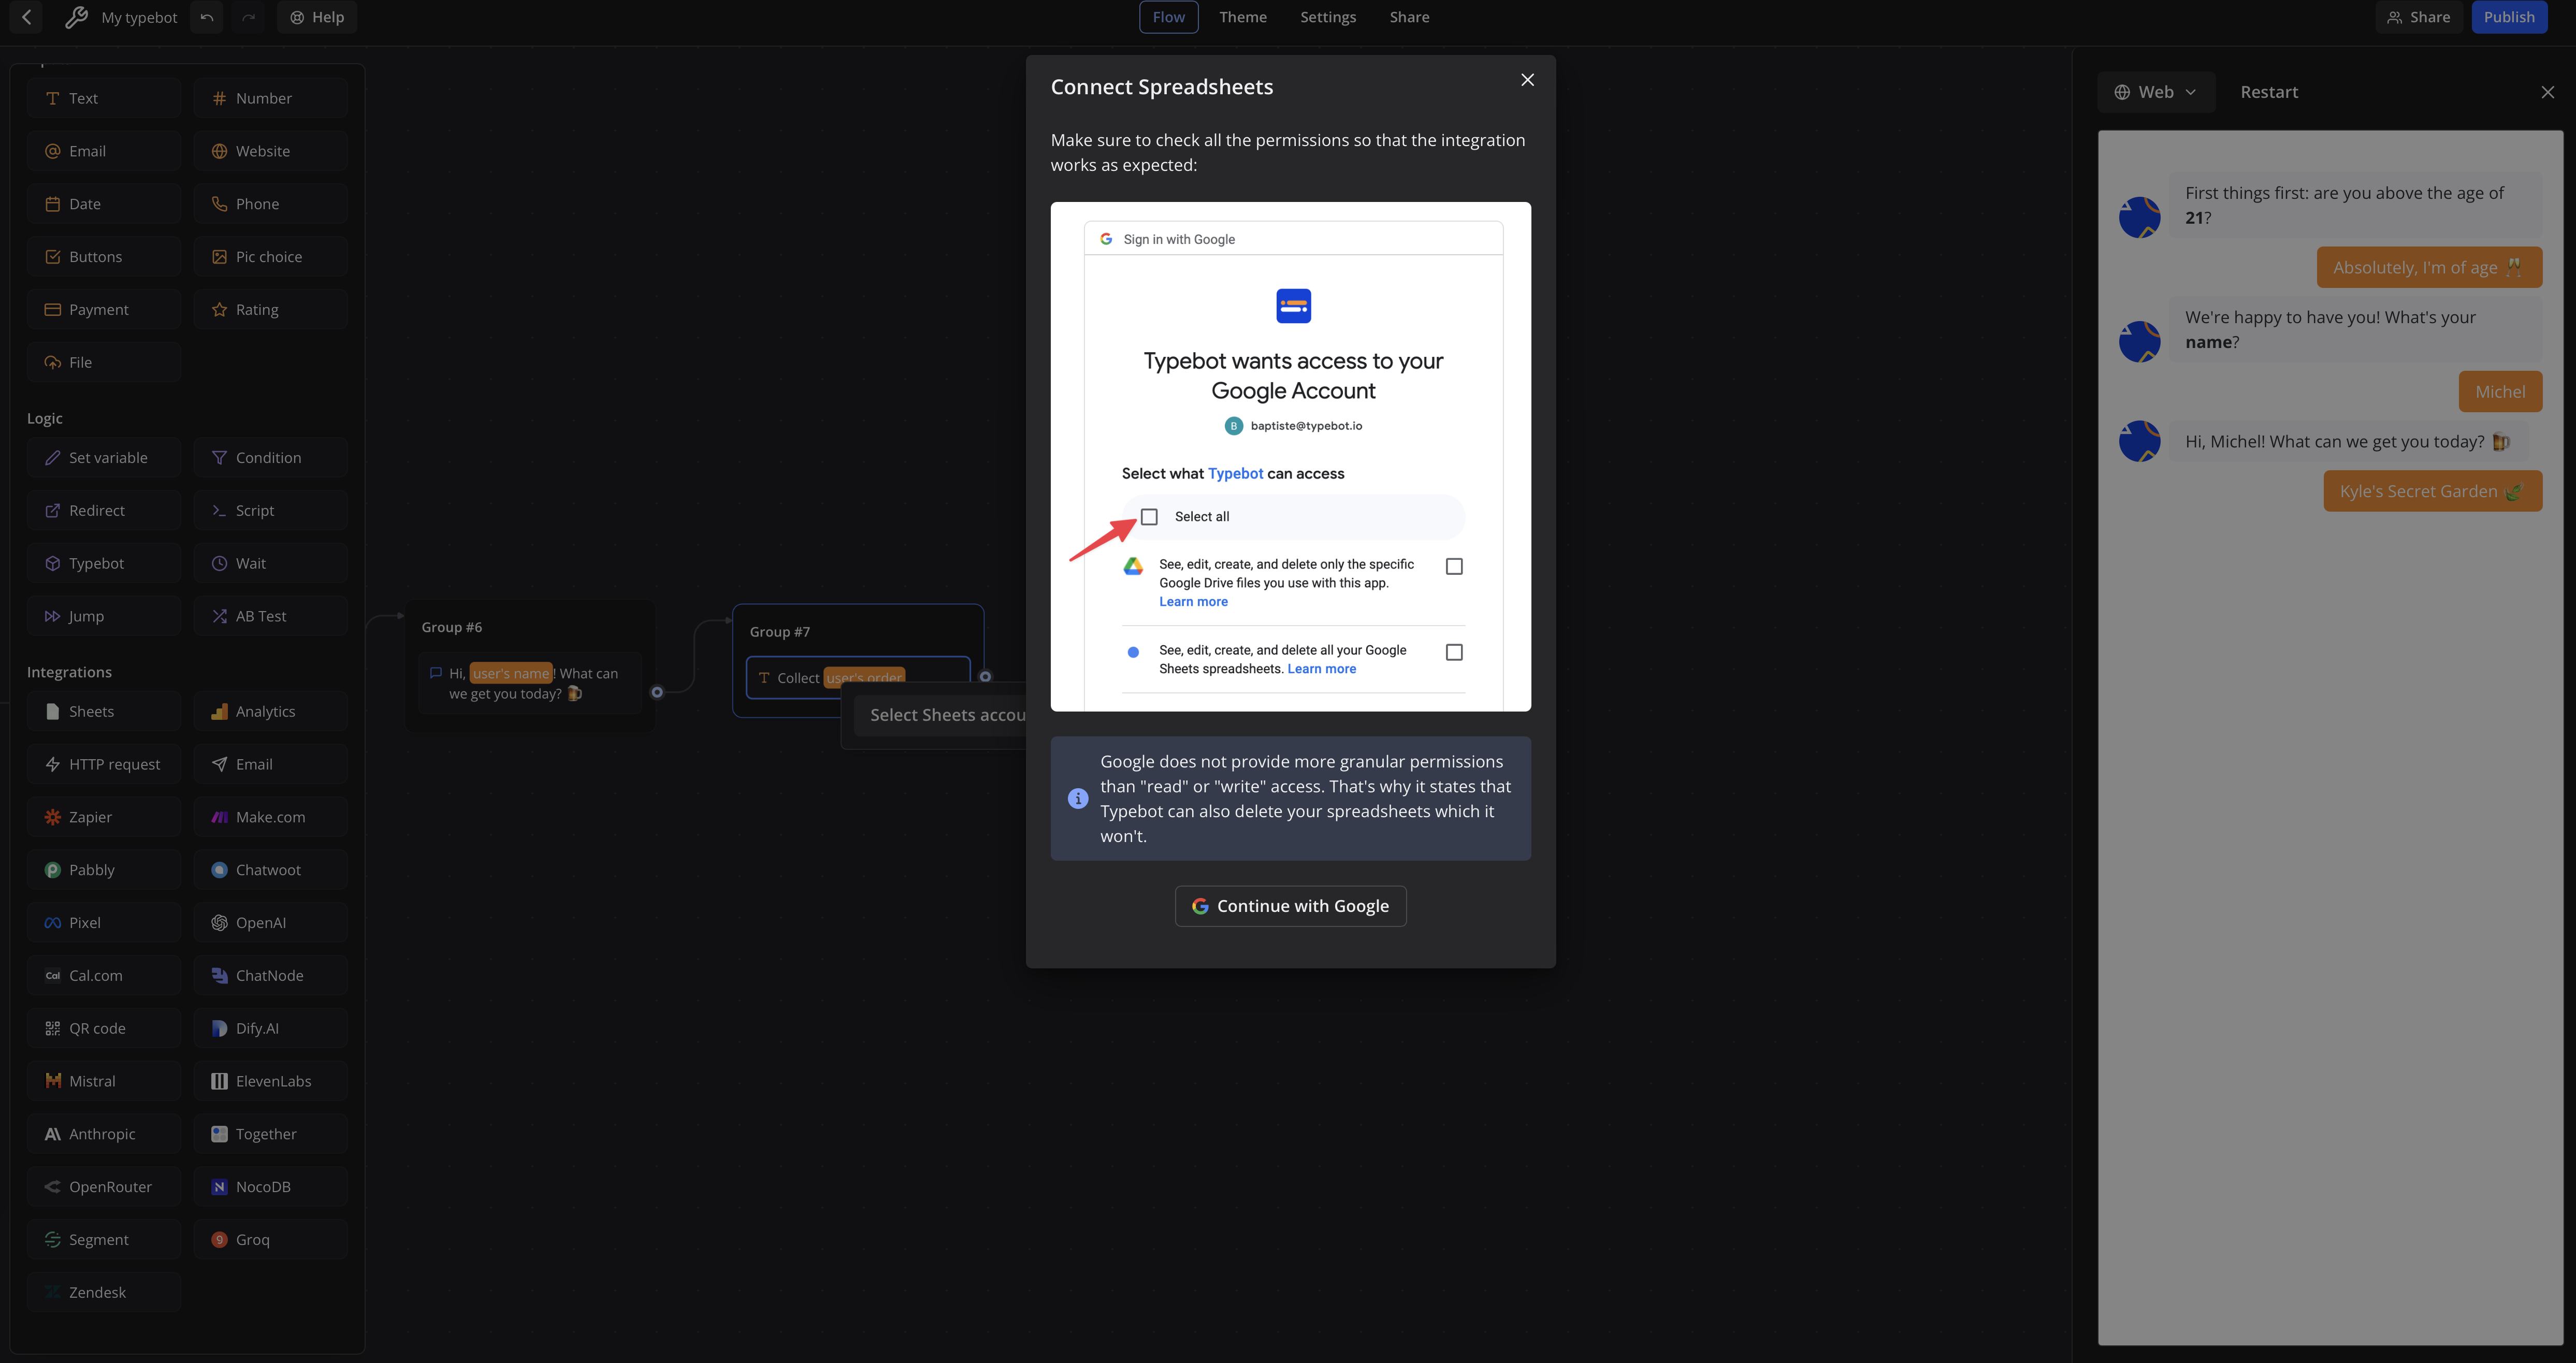 My typebot
Help
Flow
Theme
Settings
Share
Share
Publish
Text
Number
Email
Website
Date
Phone
Buttons
Pic choice
Payment
Rating
File
Logic
Set variable
Condition
Redirect
Script
Typebot
Wait
Jump
AB Test
Integrations
Sheets
Analytics
HTTP request
Email
Zapier
Make.com
Pabbly
Chatwoot
Pixel
OpenAI
Cal
Cal.com
ChatNode
QR code
Dify.AI
Mistral
ElevenLabs
Anthropic
Together
OpenRouter
NocoDB
Segment
Groq
Zendesk
Group #6
Hi, user's name! What can
we get you today? 🍺
Group #7
Collect user's order
Select Sheets accou
Connect Spreadsheets
Make sure to check all the permissions so that the integration
works as expected:
Sign in with Google
Typebot wants access to your
Google Account
B baptiste@typebot.io
Select what Typebot can access
Select all
See, edit, create, and delete only the specific
Google Drive files you use with this app.
Learn more
See, edit, create, and delete all your Google
Sheets spreadsheets. Learn more
Google does not provide more granular permissions
than "read" or "write" access. That's why it states that
Typebot can also delete your spreadsheets which it
won't.
Continue with Google
Web
Restart
First things first: are you above the age of
21?
Absolutely, I'm of age 🥂
We're happy to have you! What's your
name?
Michel
Hi, Michel! What can we get you today? 🍺
Kyle's Secret Garden 🌿